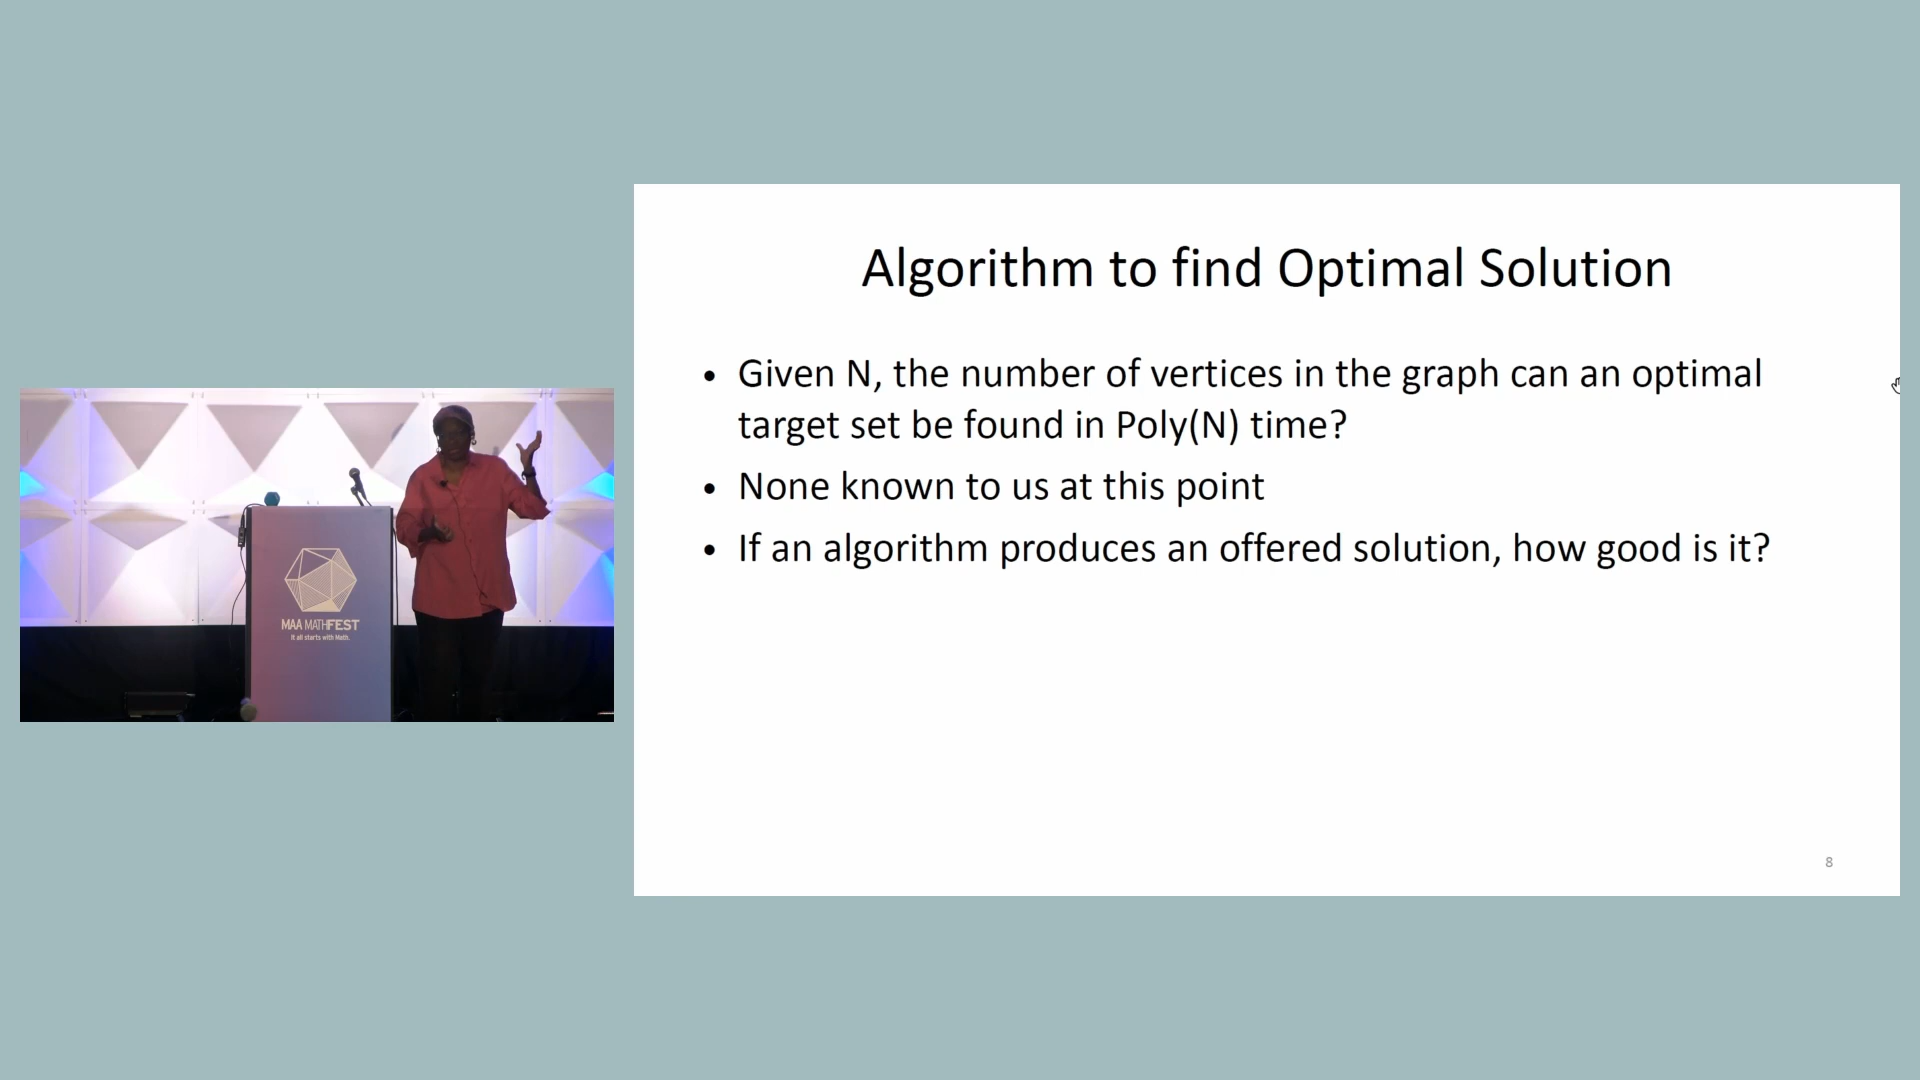 MAA MATHFEST
It all starts with Math.
Algorithm to find Optimal Solution
• Given N, the number of vertices in the graph can an optimal
target set be found in Poly(N) time?
• None known to us at this point
• If an algorithm produces an offered solution, how good is it?
8